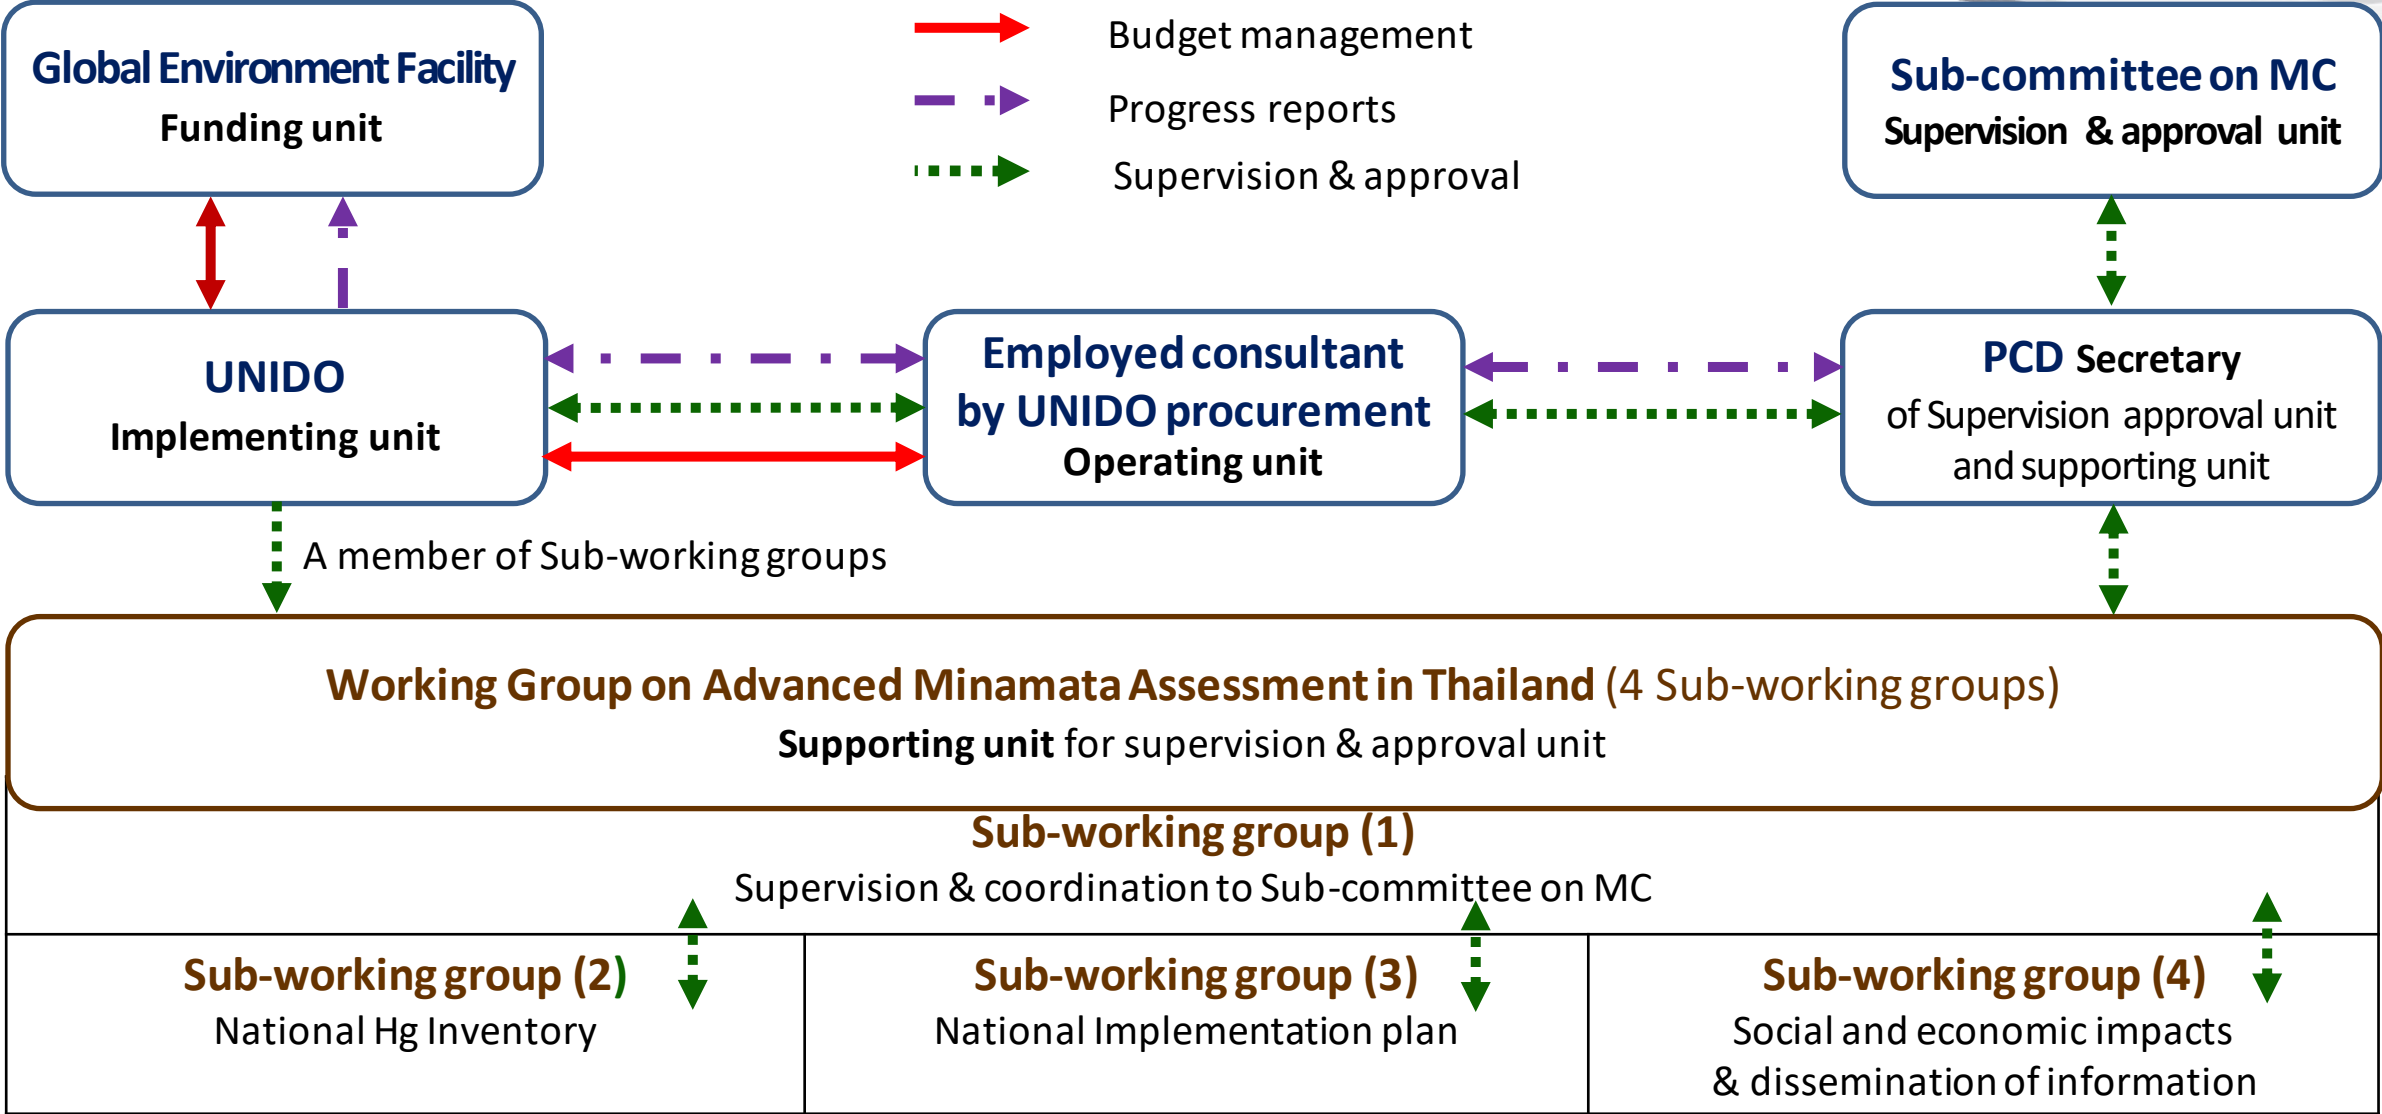 Global Environment Facility
Funding unit
Budget management
Progress reports
Supervision & approval
Sub-committee on MC
Supervision & approval unit
UNIDO
Implementing unit
Employed consultant
by UNIDO procurement
Operating unit
PCD Secretary
of Supervision approval unit
and supporting unit
A member of Sub-working groups
Working Group on Advanced Minamata Assessment in Thailand (4 Sub-working groups)
Supporting unit for supervision & approval unit
Sub-working group (1)
Supervision & coordination to Sub-committee on MC
Sub-working group (2)
National Hg Inventory
Sub-working group (3)
National Implementation plan
Sub-working group (4)
Social and economic impacts
& dissemination of information